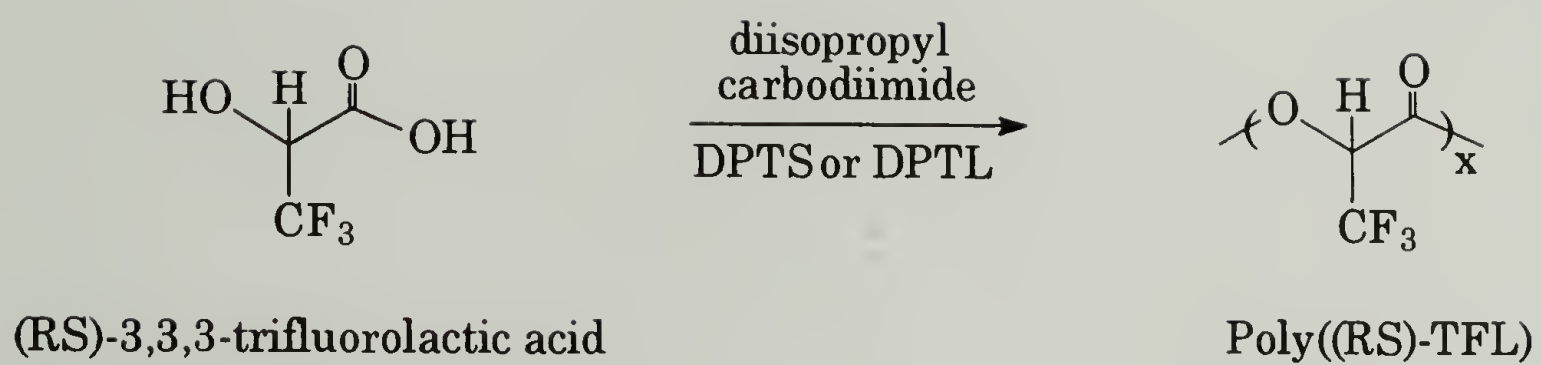 diisopropyl
carbodiimide
DPTS or DPTL
HO H O
OH
CF3
O H O
x
CF3
(RS)-3,3,3-trifluorolactic acid
Poly((RS)-TFL)